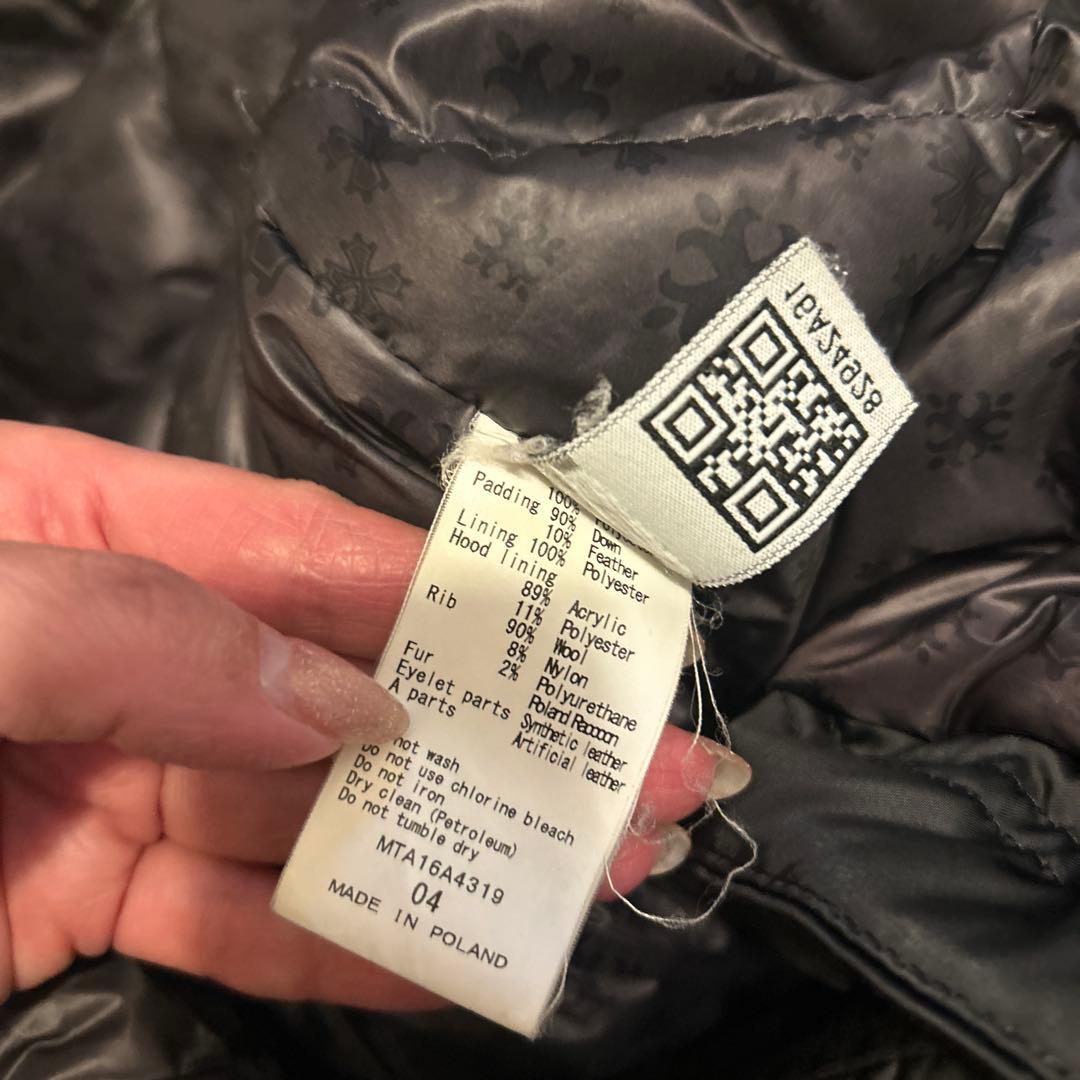 16A24928
100%
Padding 90% Down
10% Feather
Lining 100% Polyester
Hood lining
89% Acrylic
11% Polyester
Rib 90% Wool
8% Nylon
2% Polyurethane
Fur Poland Raccoon
Eyelet parts Synthetic leather
A parts Artificial leather
not wash
Do not use chlorine bleach
Do not iron
Dry clean (Petroleum)
Do not tumble dry
MTA16A4319
04
MADE IN POLAND